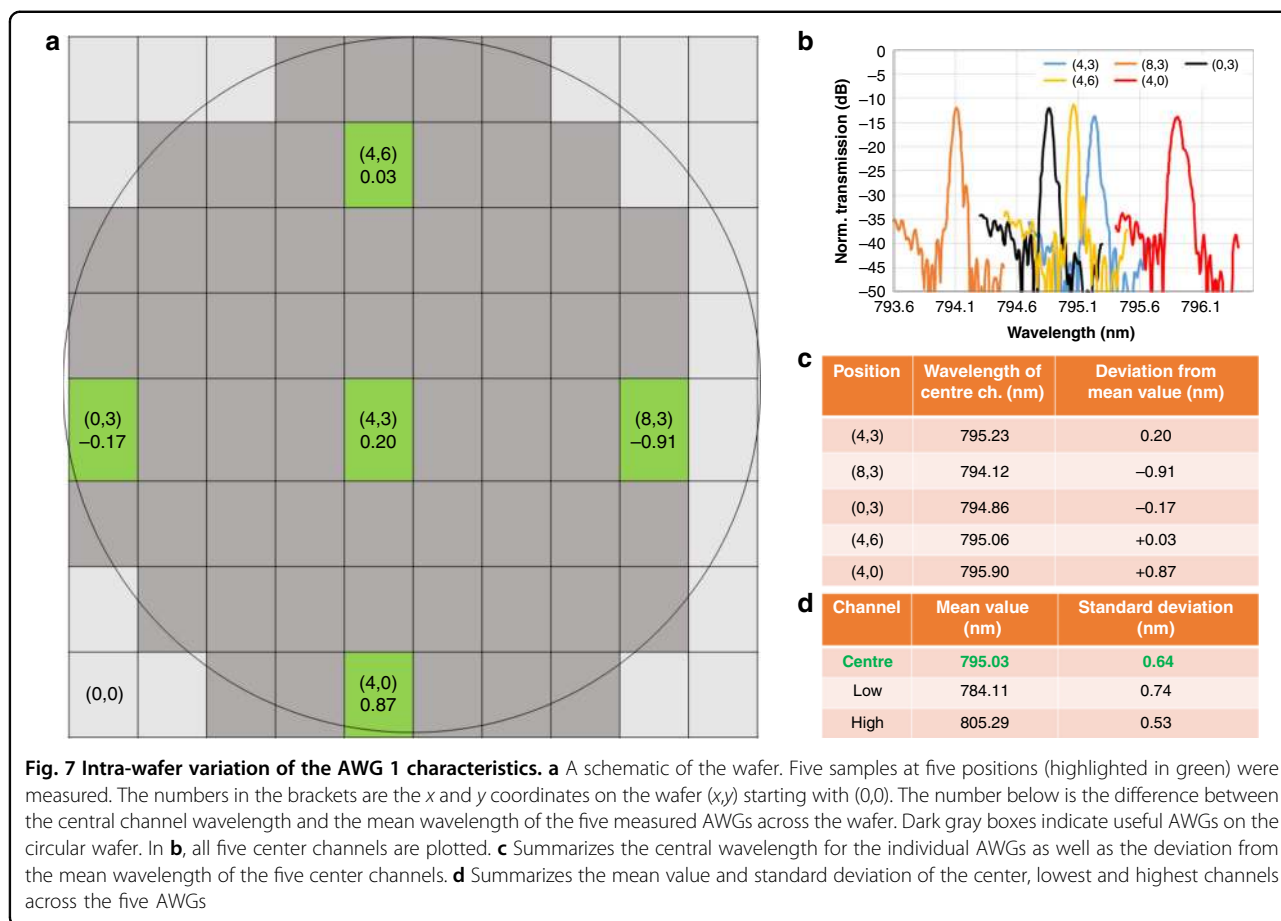 a
(4,6)
0.03
(0,3)
−0.17
(4,3)
0.20
(8,3)
−0.91
(0,0)
(4,0)
0.87
b
Norm. transmission (dB)
0
−5
−10
−15
−20
−25
−30
−35
−40
−45
−50
(4,3) (8,3) (0,3)
(4,6) (4,0)
793.6 794.1 794.6 795.1 795.6 796.1
Wavelength (nm)
c
Position Wavelength of centre ch. (nm) Deviation from mean value (nm)
(4,3) 795.23 0.20
(8,3) 794.12 −0.91
(0,3) 794.86 −0.17
(4,6) 795.06 +0.03
(4,0) 795.90 +0.87
d
Channel Mean value (nm) Standard deviation (nm)
Centre 795.03 0.64
Low 784.11 0.74
High 805.29 0.53
Fig. 7 Intra-wafer variation of the AWG 1 characteristics. a A schematic of the wafer. Five samples at five positions (highlighted in green) were
measured. The numbers in the brackets are the x and y coordinates on the wafer (x,y) starting with (0,0). The number below is the difference between
the central channel wavelength and the mean wavelength of the five measured AWGs across the wafer. Dark gray boxes indicate useful AWGs on the
circular wafer. In b, all five center channels are plotted. c Summarizes the central wavelength for the individual AWGs as well as the deviation from
the mean wavelength of the five center channels. d Summarizes the mean value and standard deviation of the center, lowest and highest channels
across the five AWGs